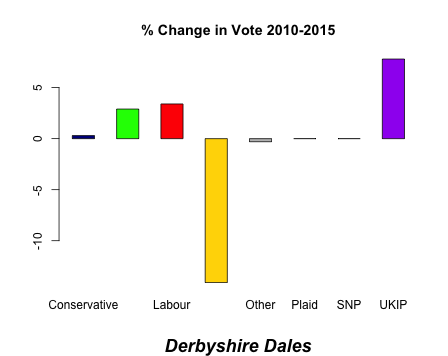 % Change in Vote 2010-2015
5
0
-5
-10
Conservative Labour Other Plaid SNP UKIP
Derbyshire Dales